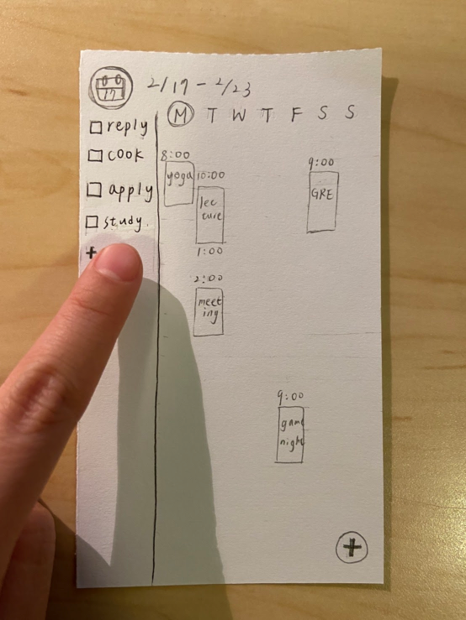 17
2/17 - 2/23
M T W T F S S
reply
cook
apply
study.
+
8:00
yoga
10:00
lec
ture
1:00
2:00
meet
ing
9:00
GRE
9:00
game
night
+